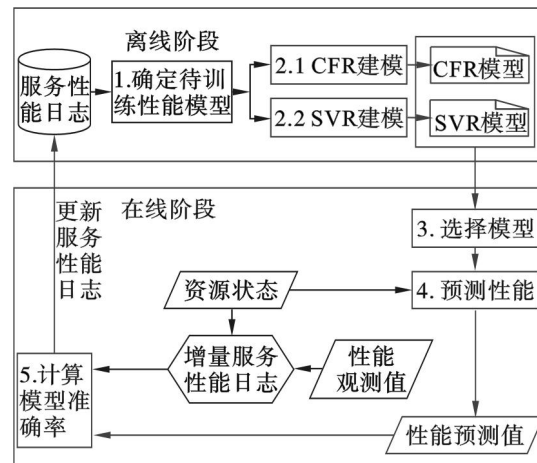 离线阶段
服务性
能日志
1.确定待训
练性能模型
2.1 CFR建模
2.2 SVR建模
CFR模型
SVR模型
更新
服务
性能
日志
在线阶段
3. 选择模型
资源状态
4. 预测性能
增量服务
性能日志
性能
观测值
5.计算
模型准
确率
性能预测值